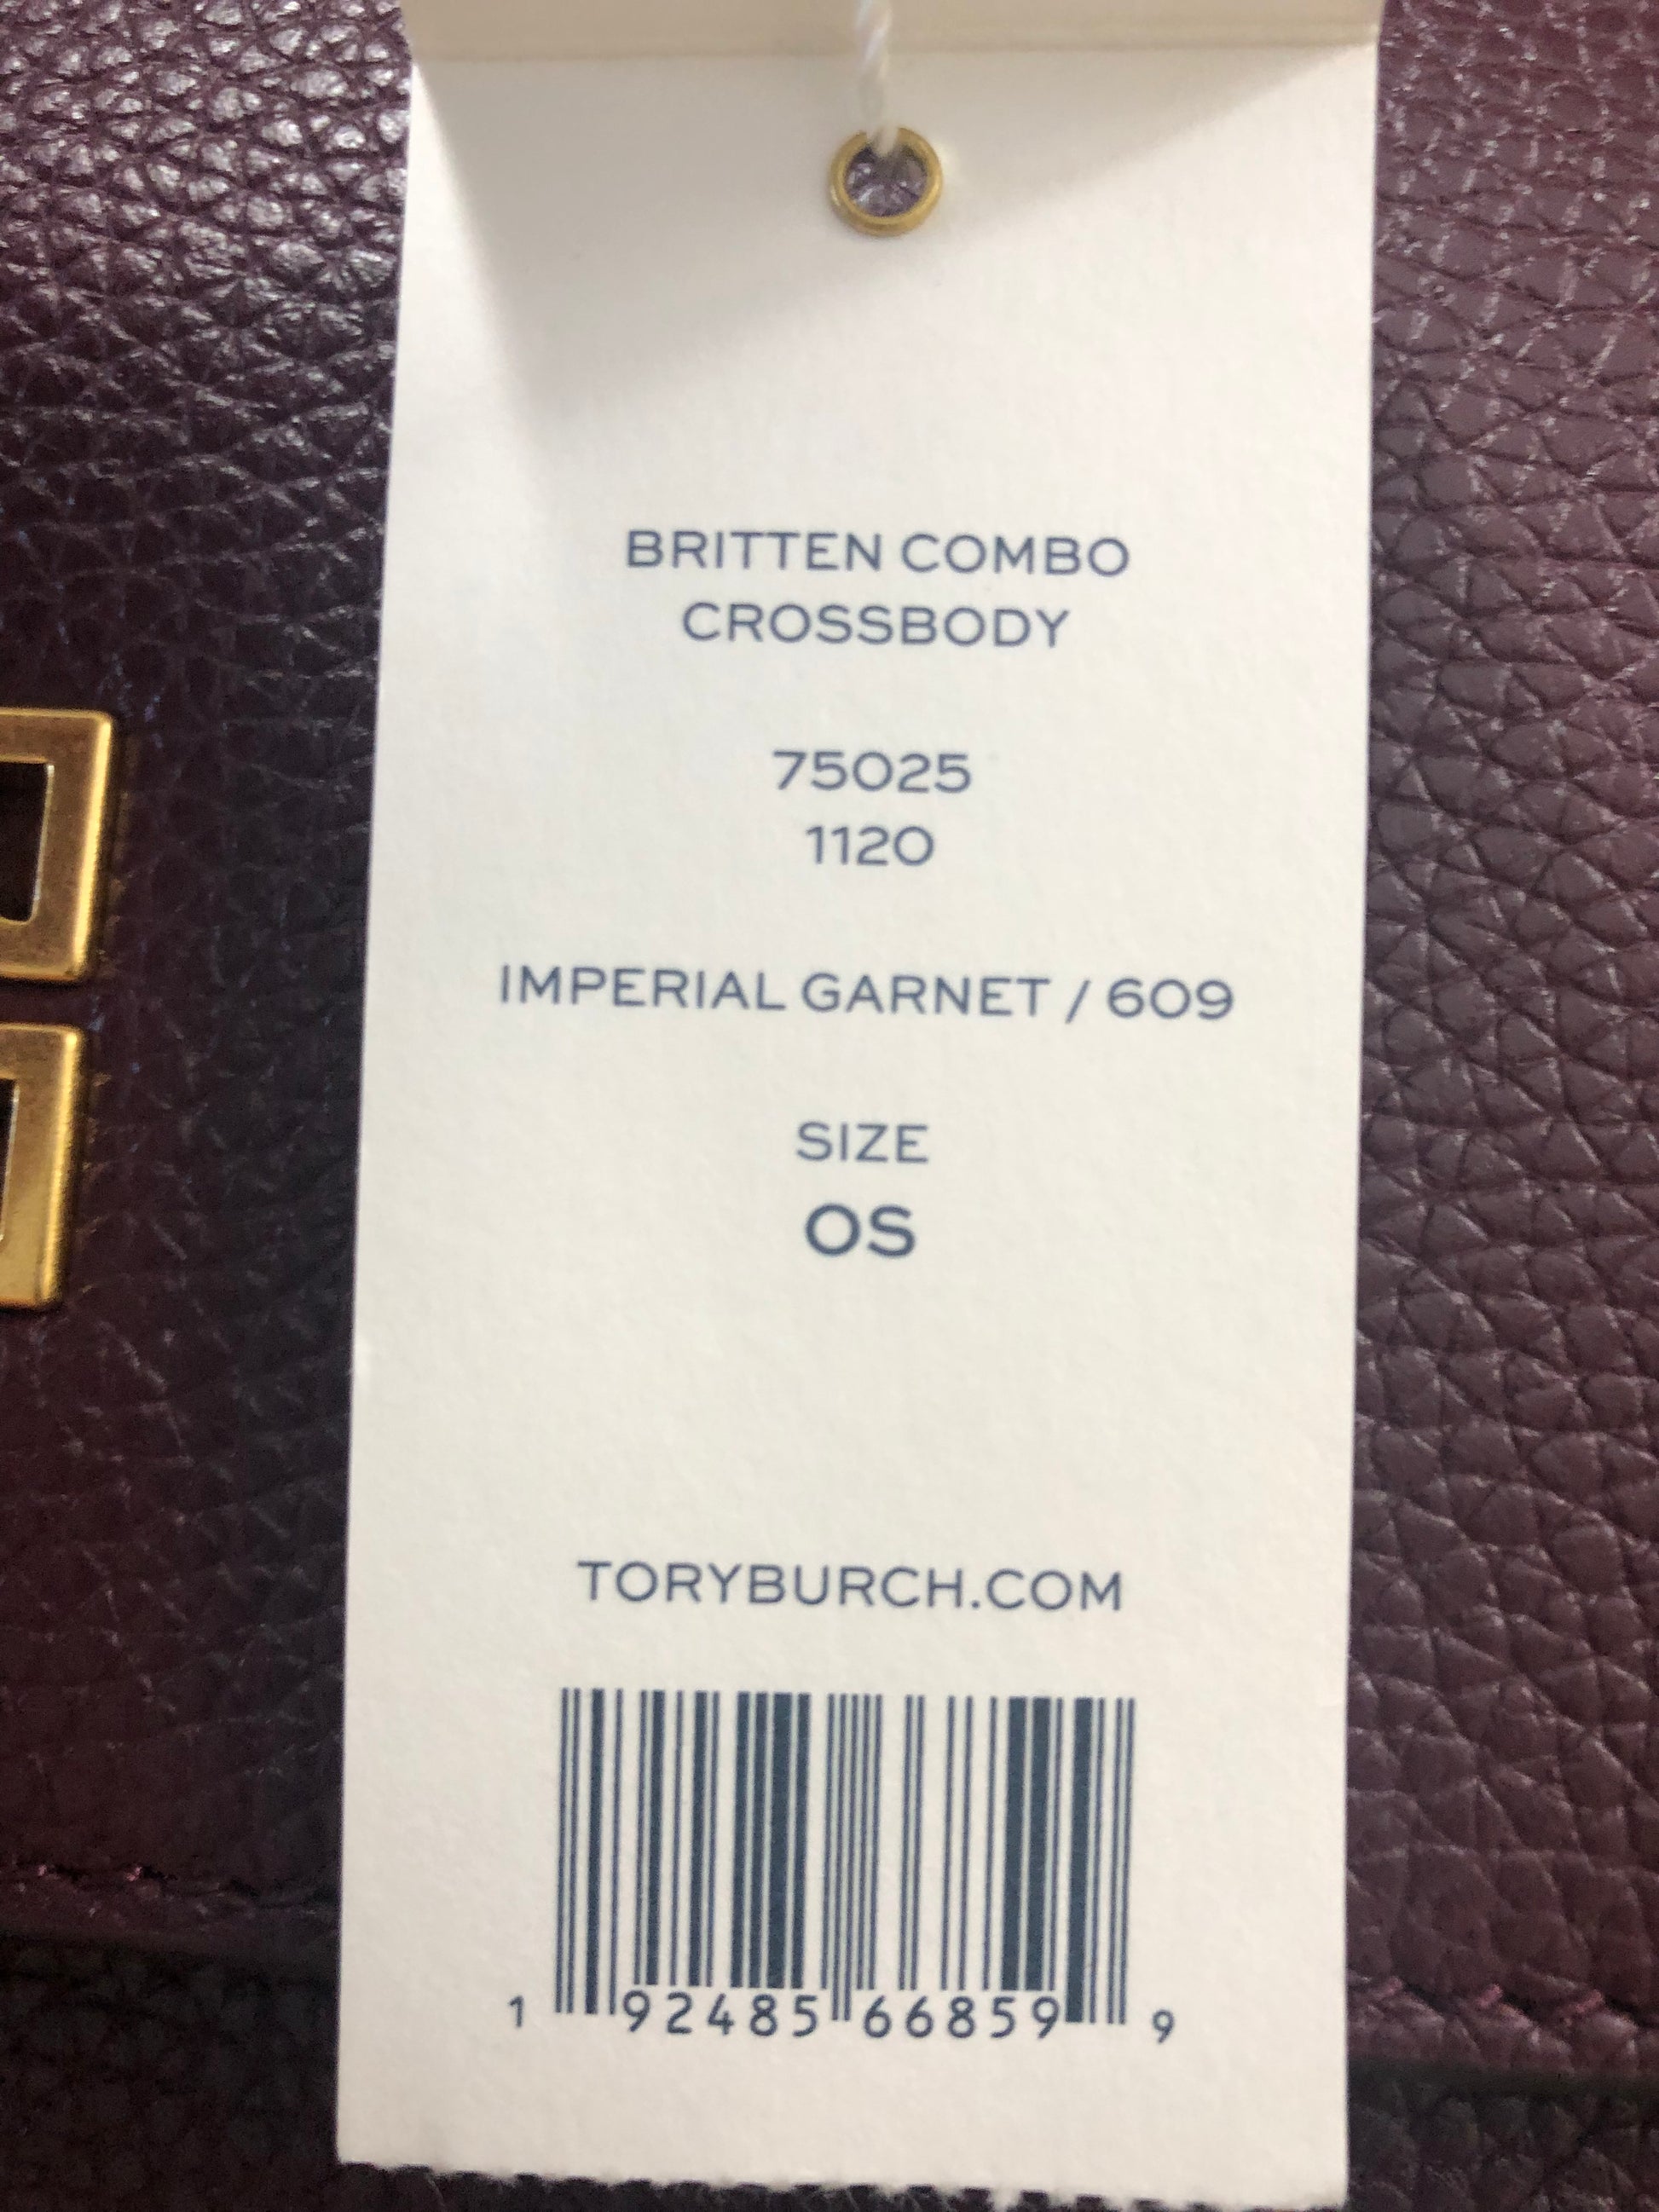 BRITTEN COMBO
CROSSBODY
75025
1120
IMPERIAL GARNET / 609
SIZE
OS
TORYBURCH.COM
1 92485 66859 9